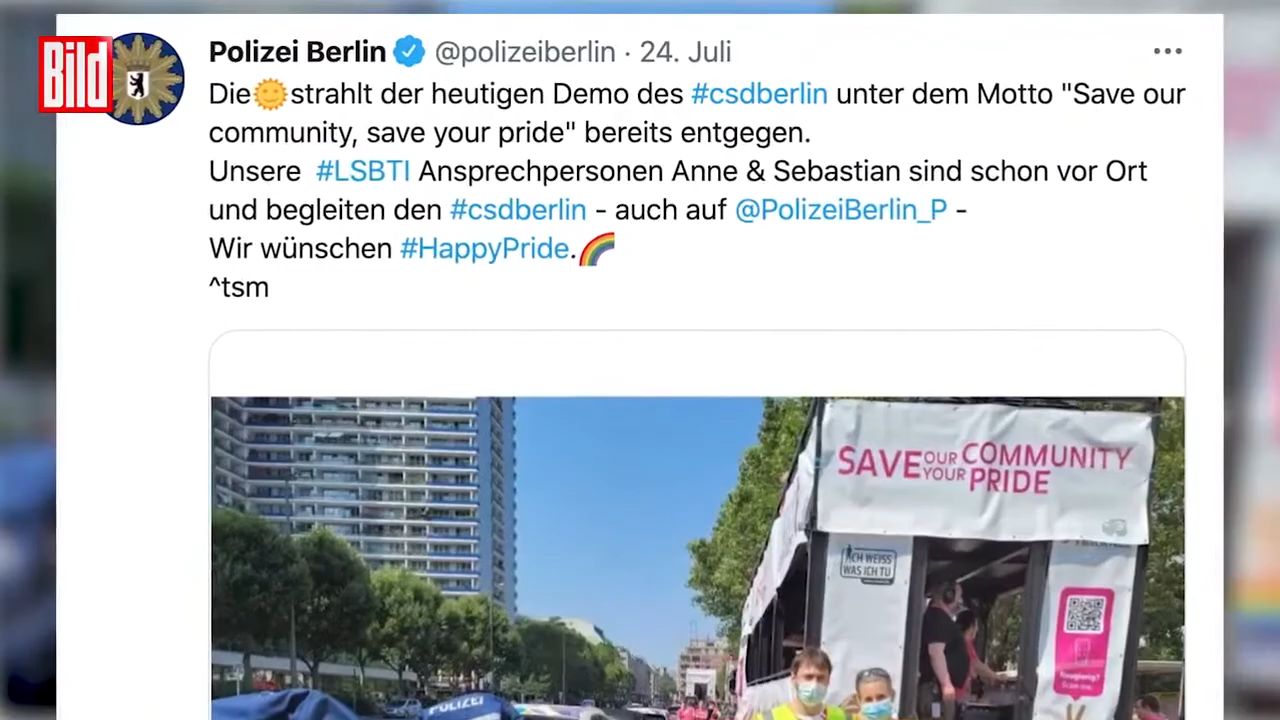 Bild
Polizei Berlin @polizeiberlin · 24. Juli
Die🌞strahlt der heutigen Demo des #csdberlin unter dem Motto "Save our
community, save your pride" bereits entgegen.
Unsere #LSBTI Ansprechpersonen Anne & Sebastian sind schon vor Ort
und begleiten den #csdberlin - auch auf @PolizeiBerlin_P -
Wir wünschen #HappyPride.🌈
^tsm
SAVE OUR COMMUNITY
YOUR PRIDE
ICH WEISS
WAS ICH TU
Neugierig?
POLIZEI